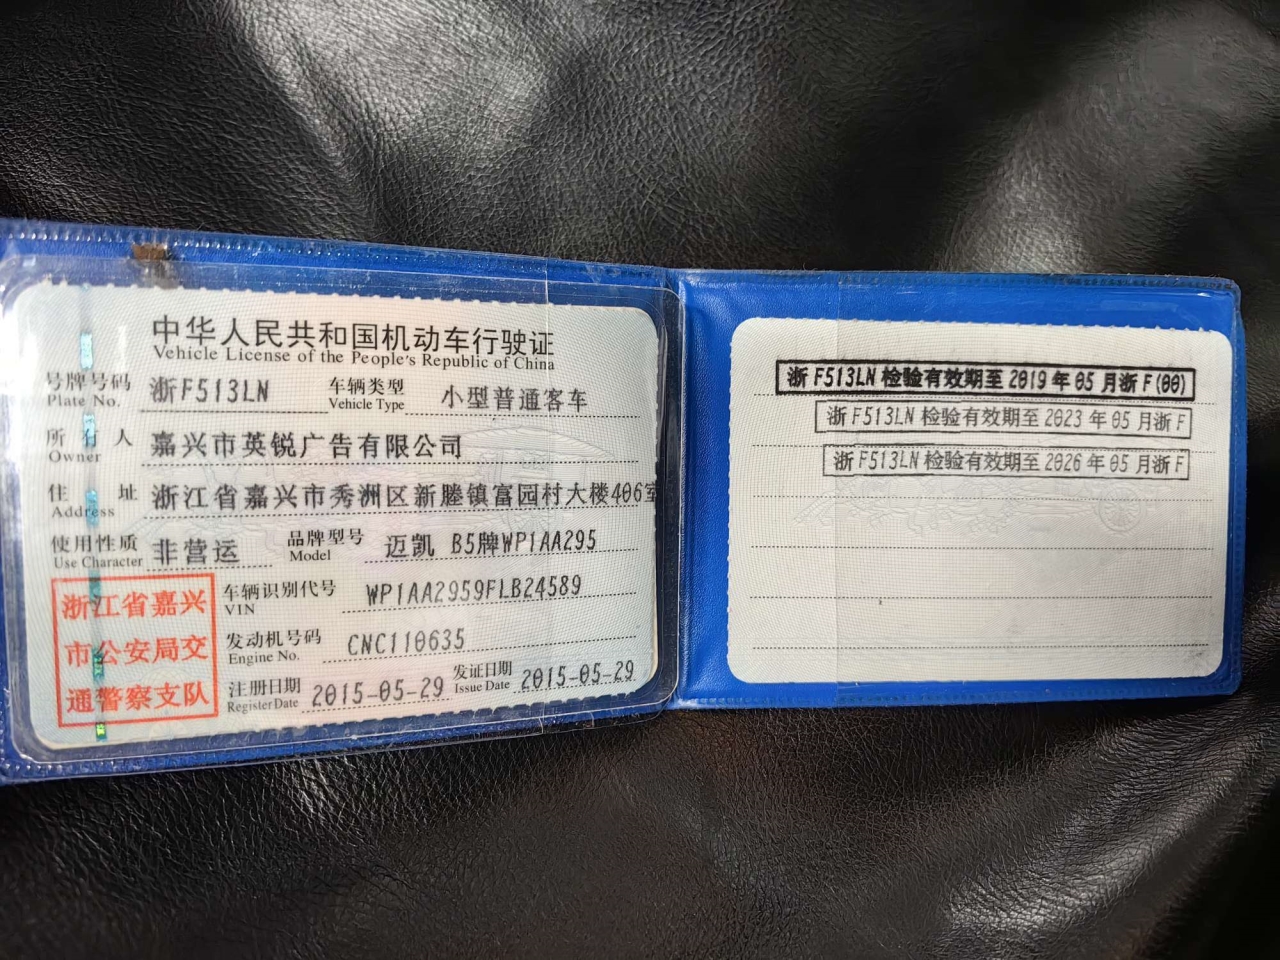 中华人民共和国机动车行驶证
Vehicle License of the People's Republic of China
号牌号码 浙F513LN 车辆类型 小型普通客车
Plate No. Vehicle Type
所有人 嘉兴市英锐广告有限公司
Owner
住址 浙江省嘉兴市秀洲区新塍镇富园村大楼406室
Address
使用性质 非营运 品牌型号 迈凯 B5牌WP1AA295
Use Character Model
车辆识别代号 WP1AA2959FLB24589
VIN
发动机号码 CNC110635
Engine No.
注册日期 2015-05-29 发证日期 2015-05-29
Register Date Issue Date
浙江省嘉兴
市公安局交
通警察支队
浙F513LN检验有效期至2019年05月浙F(00)
浙F513LN检验有效期至2023年05月浙F
浙F513LN检验有效期至2026年05月浙F